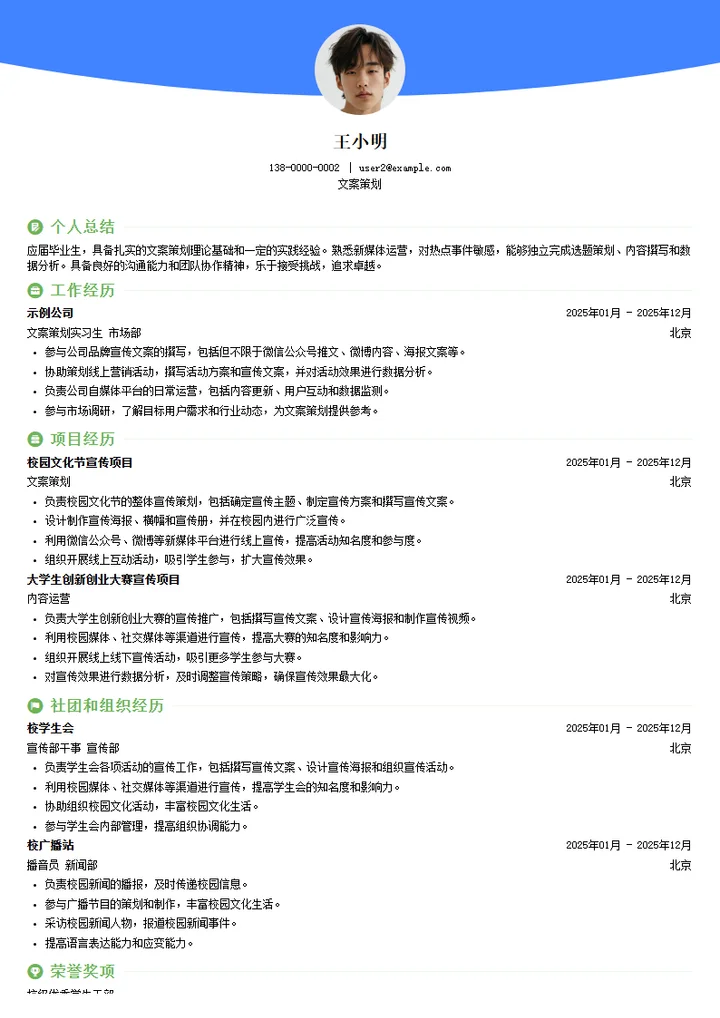 王小明
138-0000-0002 | user2@example.com
文案策划
个人总结
应届毕业生，具备扎实的文案策划理论基础和一定的实践经验。熟悉新媒体运营，对热点事件敏感，能够独立完成选题策划、内容撰写和数
据分析。具备良好的沟通能力和团队协作精神，乐于接受挑战，追求卓越。
工作经历
示创公司 2025年01月 - 2025年12月
文案策划实习生 市场部 北京
• 参与公司品牌宣传文案的撰写，包括但不限于微信公众号推文、微博内容、海报文案等。
• 协助策划线上营销活动，撰写活动方案和宣传文案，并对活动效果进行数据分析。
• 负责公司自媒体平台的日常运营，包括内容更新、用户互动和数据监测。
• 参与市场调研，了解目标用户需求和行业动态，为文案策划提供参考。
项目经历
校园文化节宣传项目 2025年01月 - 2025年12月
文案策划 北京
• 负责校园文化节的整体宣传策划，包括确定宣传主题、制定宣传方案和撰写宣传文案。
• 设计制作宣传海报、横幅和宣传册，并在校园内进行广泛宣传。
• 利用微信公众号、微博等新媒体平台进行线上宣传，提高活动知名度和参与度。
• 组织开展线上互动活动，吸引学生参与，扩大宣传效果。
大学生创新创业大赛宣传项目 2025年01月 - 2025年12月
内容运营 北京
• 负责大学生创新创业大赛的宣传推广，包括撰写宣传文案、设计宣传海报和制作宣传视频。
• 利用校园媒体、社交媒体等渠道进行宣传，提高大赛的知名度和影响力。
• 组织开展线上线下宣传活动，吸引更多学生参与大赛。
• 对宣传效果进行数据分析，及时调整宣传策略，确保宣传效果最大化。
社团和组织经历
校学生会 2025年01月 - 2025年12月
宣传部干事 宣传部 北京
• 负责学生会各项活动的宣传工作，包括撰写宣传文案、设计宣传海报和组织宣传活动。
• 利用校园媒体、社交媒体等渠道进行宣传，提高学生会的知名度和影响力。
• 协助组织校园文化活动，丰富校园文化生活。
• 参与学生会内部管理，提高组织协调能力。
校广播站 2025年01月 - 2025年12月
播音员 新闻部 北京
• 负责校园新闻的播报，及时传递校园信息。
• 参与广播节目的策划和制作，丰富校园文化生活。
• 采访校园新闻人物，报道校园新闻事件。
• 提高语言表达能力和应变能力。
荣誉奖项
校级优秀学生干部